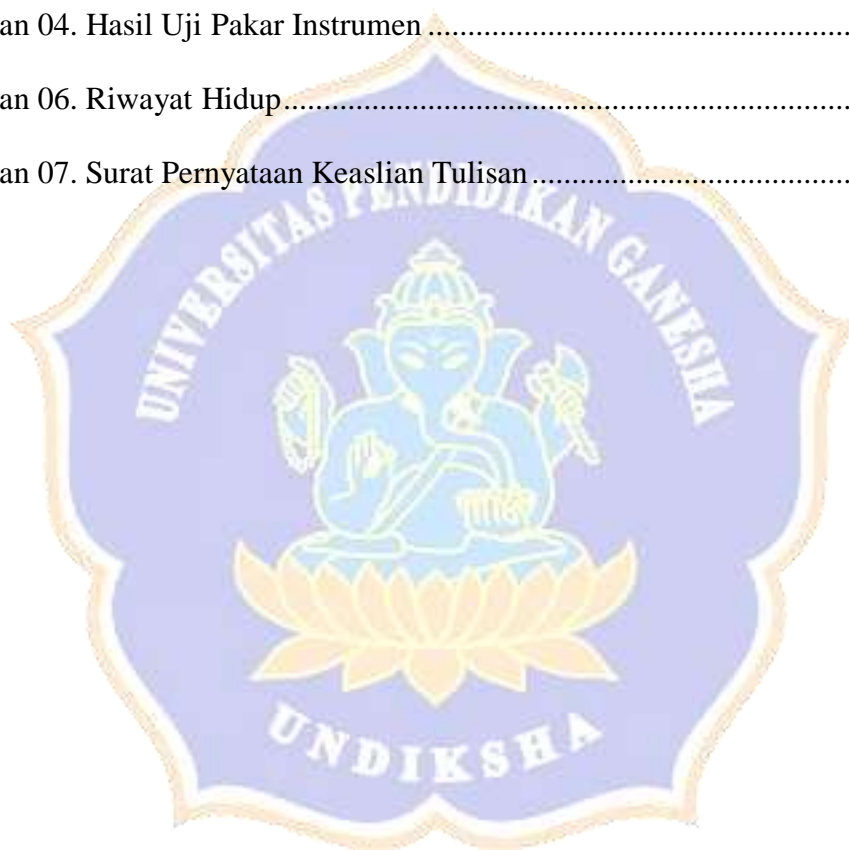 an 04. Hasil Uji Pakar Instrumen.....................................................
an 06. Riwayat Hidup.......................................................................
an 07. Surat Pernyataan Keaslian Tulisan........................................
UNIVERSITAS PENDIDIKAN GANESHA
UNDIKSHA